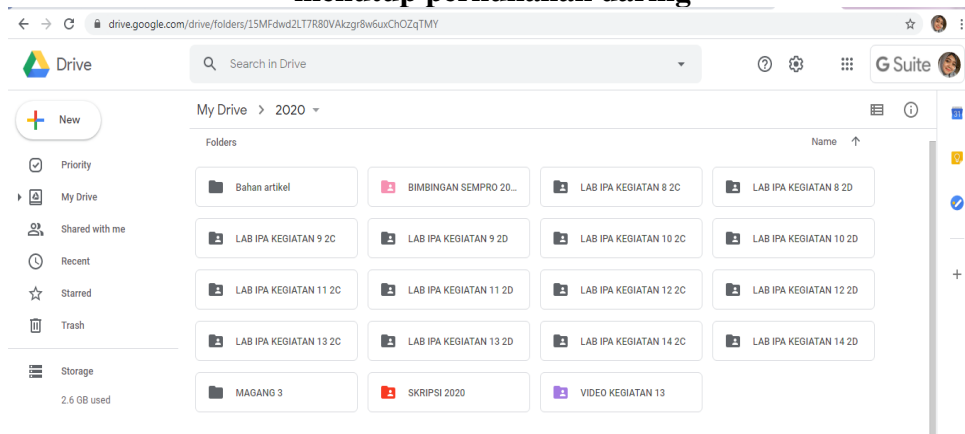 menutup perkuliahan daring
drive.google.com/drive/folders/15MFdwd2LT7R80VAkzgr8w6uxChOZqTMY
Drive
Search in Drive
G Suite
New
My Drive > 2020
31
Folders
Name
Priority
My Drive
Shared with me
Recent
Starred
Trash
Storage
2.6 GB used
Bahan artikel
BIMBINGAN SEMPRO 20...
LAB IPA KEGIATAN 8 2C
LAB IPA KEGIATAN 8 2D
LAB IPA KEGIATAN 9 2C
LAB IPA KEGIATAN 9 2D
LAB IPA KEGIATAN 10 2C
LAB IPA KEGIATAN 10 2D
LAB IPA KEGIATAN 11 2C
LAB IPA KEGIATAN 11 2D
LAB IPA KEGIATAN 12 2C
LAB IPA KEGIATAN 12 2D
LAB IPA KEGIATAN 13 2C
LAB IPA KEGIATAN 13 2D
LAB IPA KEGIATAN 14 2C
LAB IPA KEGIATAN 14 2D
MAGANG 3
SKRIPSI 2020
VIDEO KEGIATAN 13